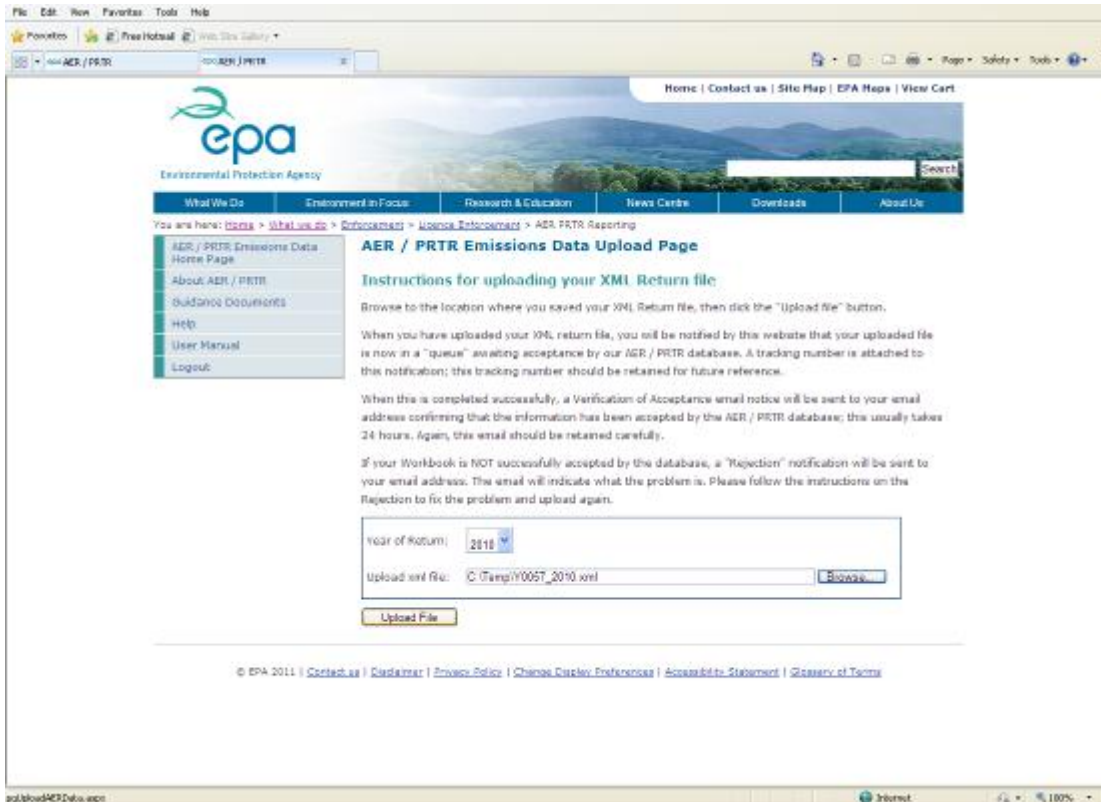 File Edit View Favorites Tools Help
Favorites Free Hotmail Web Slice Gallery
AER / PRTR AER / PRTR Page Safety Tools
Home | Contact us | Site Map | EPA Maps | View Cart
epa
Environmental Protection Agency
Search
What We Do Environment in Focus Research & Education News Centre Downloads About Us
You are here: Home > What we do > Enforcement > Licence Enforcement > AER PRTR Reporting
AER / PRTR Emissions Data
Home Page
About AER / PRTR
Guidance Documents
Help
User Manual
Logout
AER / PRTR Emissions Data Upload Page
Instructions for uploading your XML Return file
Browse to the location where you saved your XML Return file, then click the "Upload file" button.
When you have uploaded your XML return file, you will be notified by this website that your uploaded file
is now in a "queue" awaiting acceptance by our AER / PRTR database. A tracking number is attached to
this notification; this tracking number should be retained for future reference.
When this is completed successfully, a Verification of Acceptance email notice will be sent to your email
address confirming that the information has been accepted by the AER / PRTR database; this usually takes
24 hours. Again, this email should be retained carefully.
If your Workbook is NOT successfully accepted by the database, a "Rejection" notification will be sent to
your email address. The email will indicate what the problem is. Please follow the instructions on the
Rejection to fix the problem and upload again.
Year of Return: 2010
Upload xml file: C:\Temp\Y0057_2010.xml Browse...
Upload File
© EPA 2011 | Contact us | Disclaimer | Privacy Policy | Change Display Preferences | Accessibility Statement | Glossary of Terms
Internet 100%